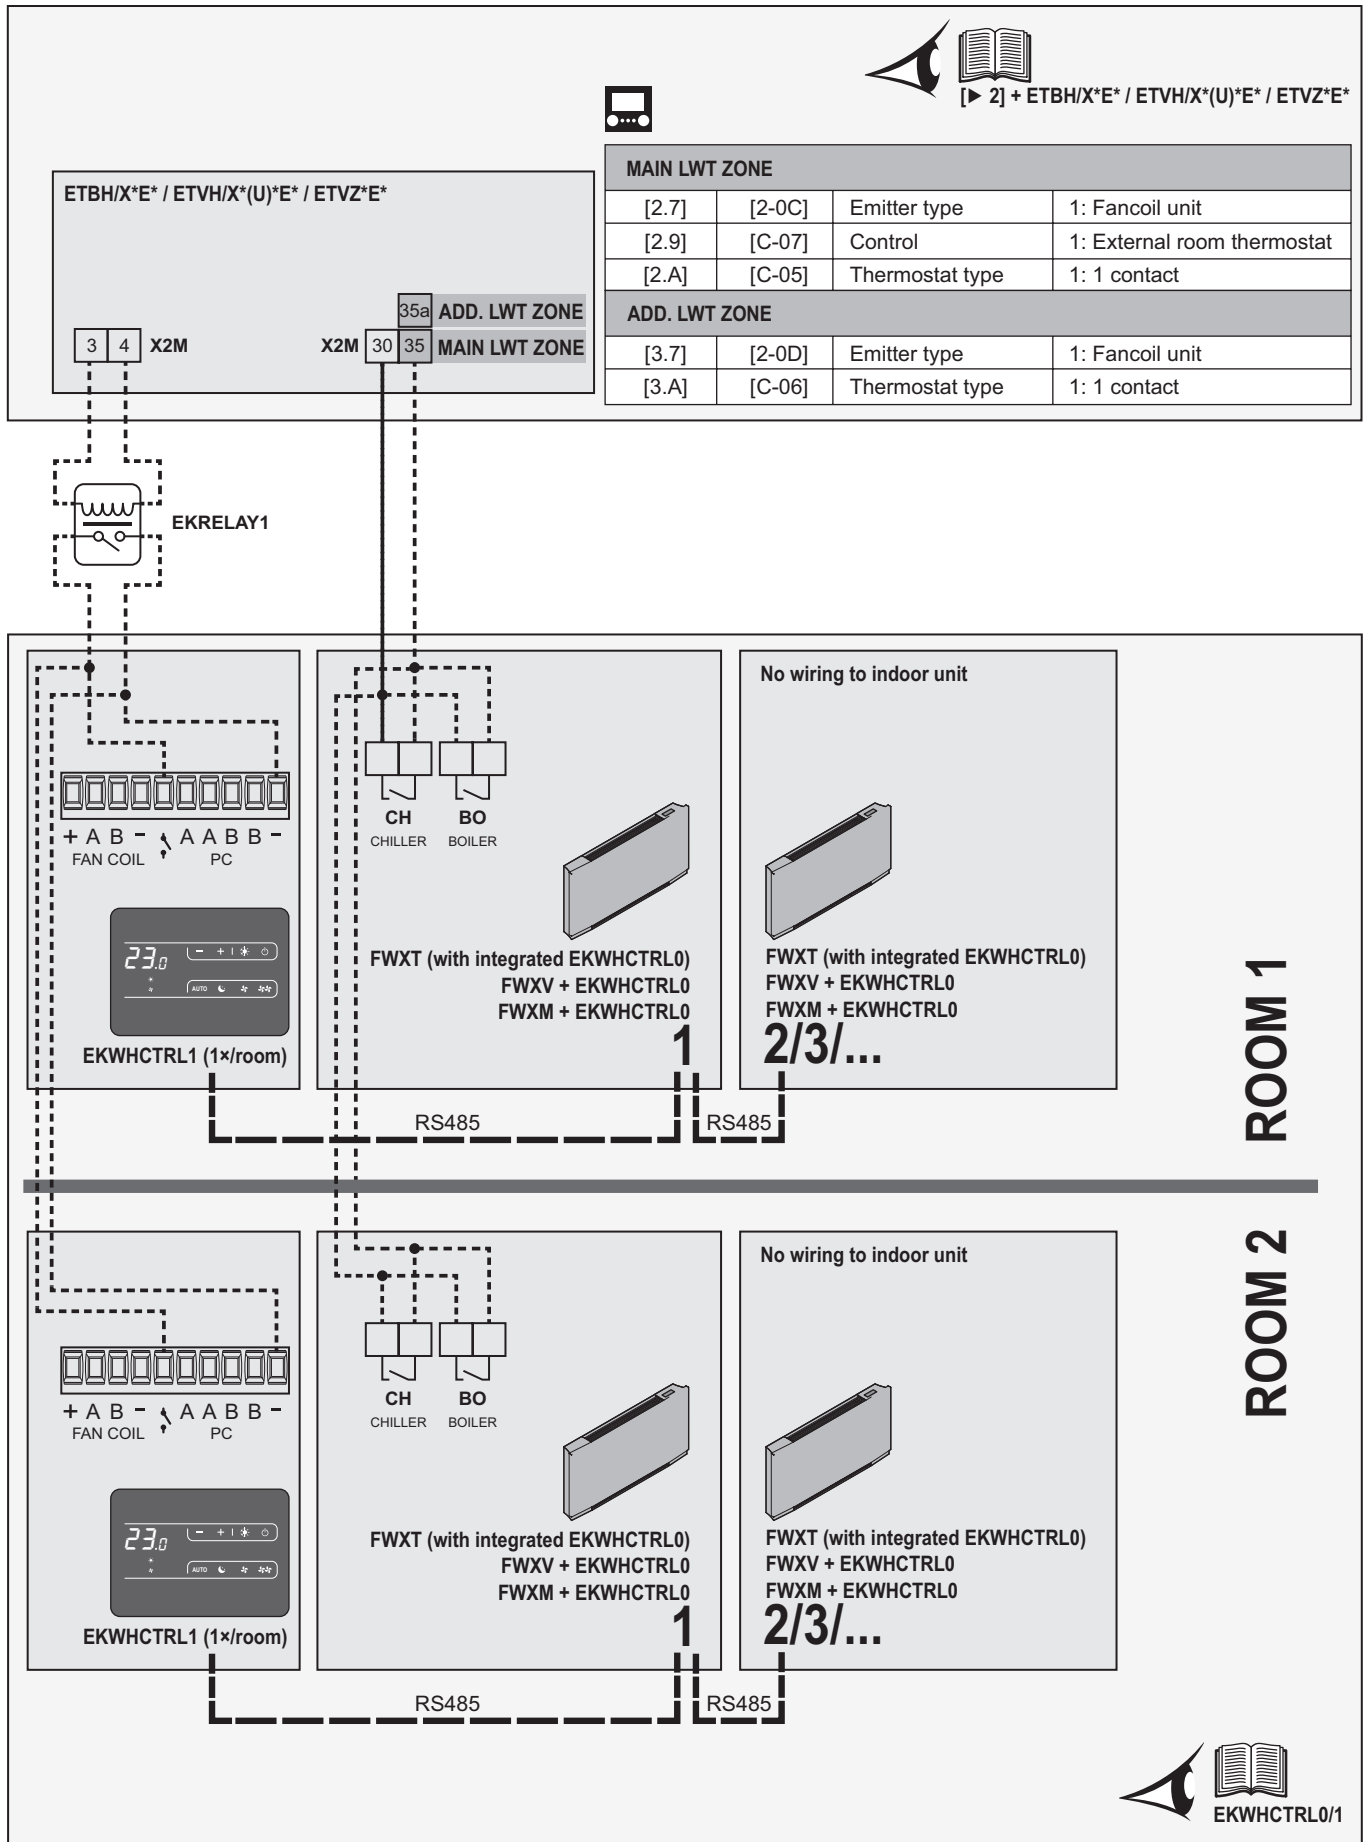 [▶ 2] + ETBH/X*E* / ETVH/X*(U)*E* / ETVZ*E*
ETBH/X*E* / ETVH/X*(U)*E* / ETVZ*E*
35a ADD. LWT ZONE
3 4 X2M
X2M 30 35 MAIN LWT ZONE
MAIN LWT ZONE
[2.7] [2-0C] Emitter type 1: Fancoil unit
[2.9] [C-07] Control 1: External room thermostat
[2.A] [C-05] Thermostat type 1: 1 contact
ADD. LWT ZONE
[3.7] [2-0D] Emitter type 1: Fancoil unit
[3.A] [C-06] Thermostat type 1: 1 contact
EKRELAY1
ROOM 1
+ A B - A A B B -
FAN COIL PC
23.0 - +
AUTO
EKWHCTRL1 (1×/room)
CH BO
CHILLER BOILER
FWXT (with integrated EKWHCTRL0)
FWXV + EKWHCTRL0
FWXM + EKWHCTRL0
1
No wiring to indoor unit
FWXT (with integrated EKWHCTRL0)
FWXV + EKWHCTRL0
FWXM + EKWHCTRL0
2/3/...
RS485
RS485
ROOM 2
+ A B - A A B B -
FAN COIL PC
23.0 - +
AUTO
EKWHCTRL1 (1×/room)
CH BO
CHILLER BOILER
FWXT (with integrated EKWHCTRL0)
FWXV + EKWHCTRL0
FWXM + EKWHCTRL0
1
No wiring to indoor unit
FWXT (with integrated EKWHCTRL0)
FWXV + EKWHCTRL0
FWXM + EKWHCTRL0
2/3/...
RS485
RS485
EKWHCTRL0/1